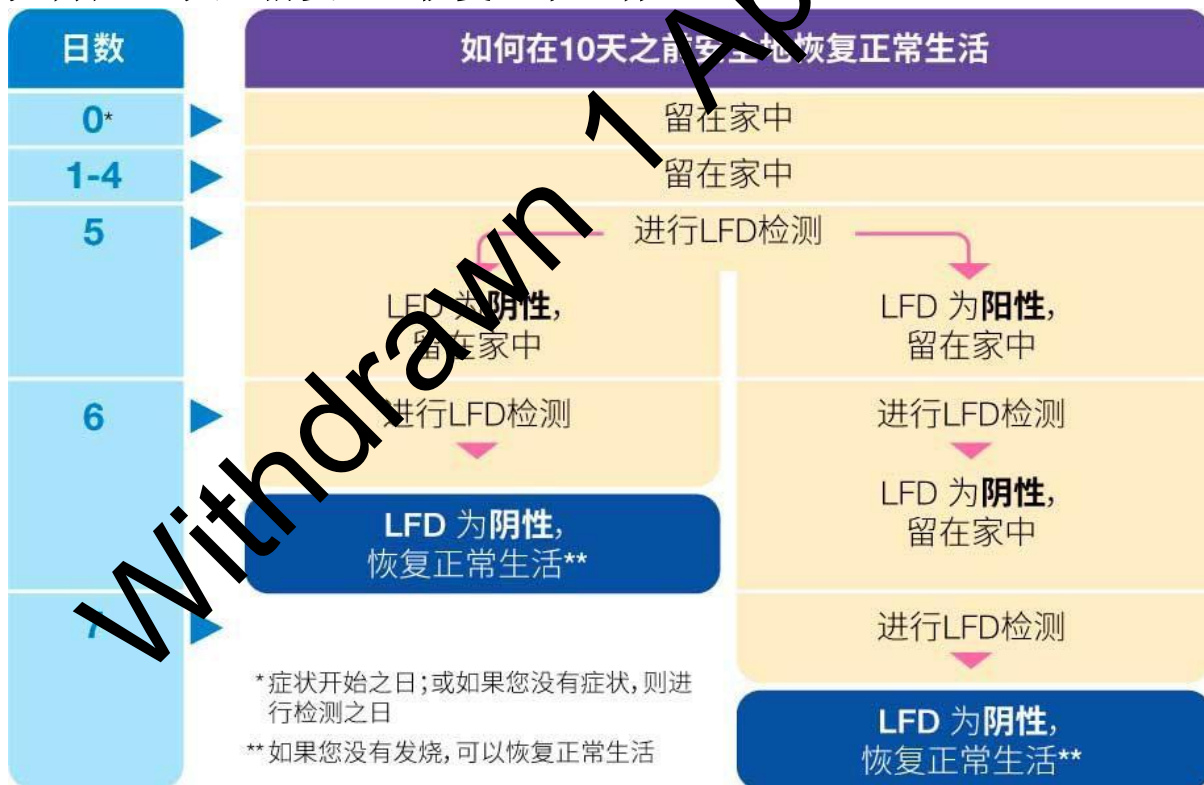 日数
如何在10天之前安全地恢复正常生活
0*
留在家中
1-4
留在家中
5
进行LFD检测
LFD 为阴性,
留在家中
LFD 为阳性,
留在家中
6
进行LFD检测
LFD 为阴性,
恢复正常生活**
进行LFD检测
LFD 为阴性,
留在家中
7
进行LFD检测
LFD 为阴性,
恢复正常生活**
*症状开始之日;或如果您没有症状,则进
行检测之日
**如果您没有发烧,可以恢复正常生活
Withdrawn 1 Ap